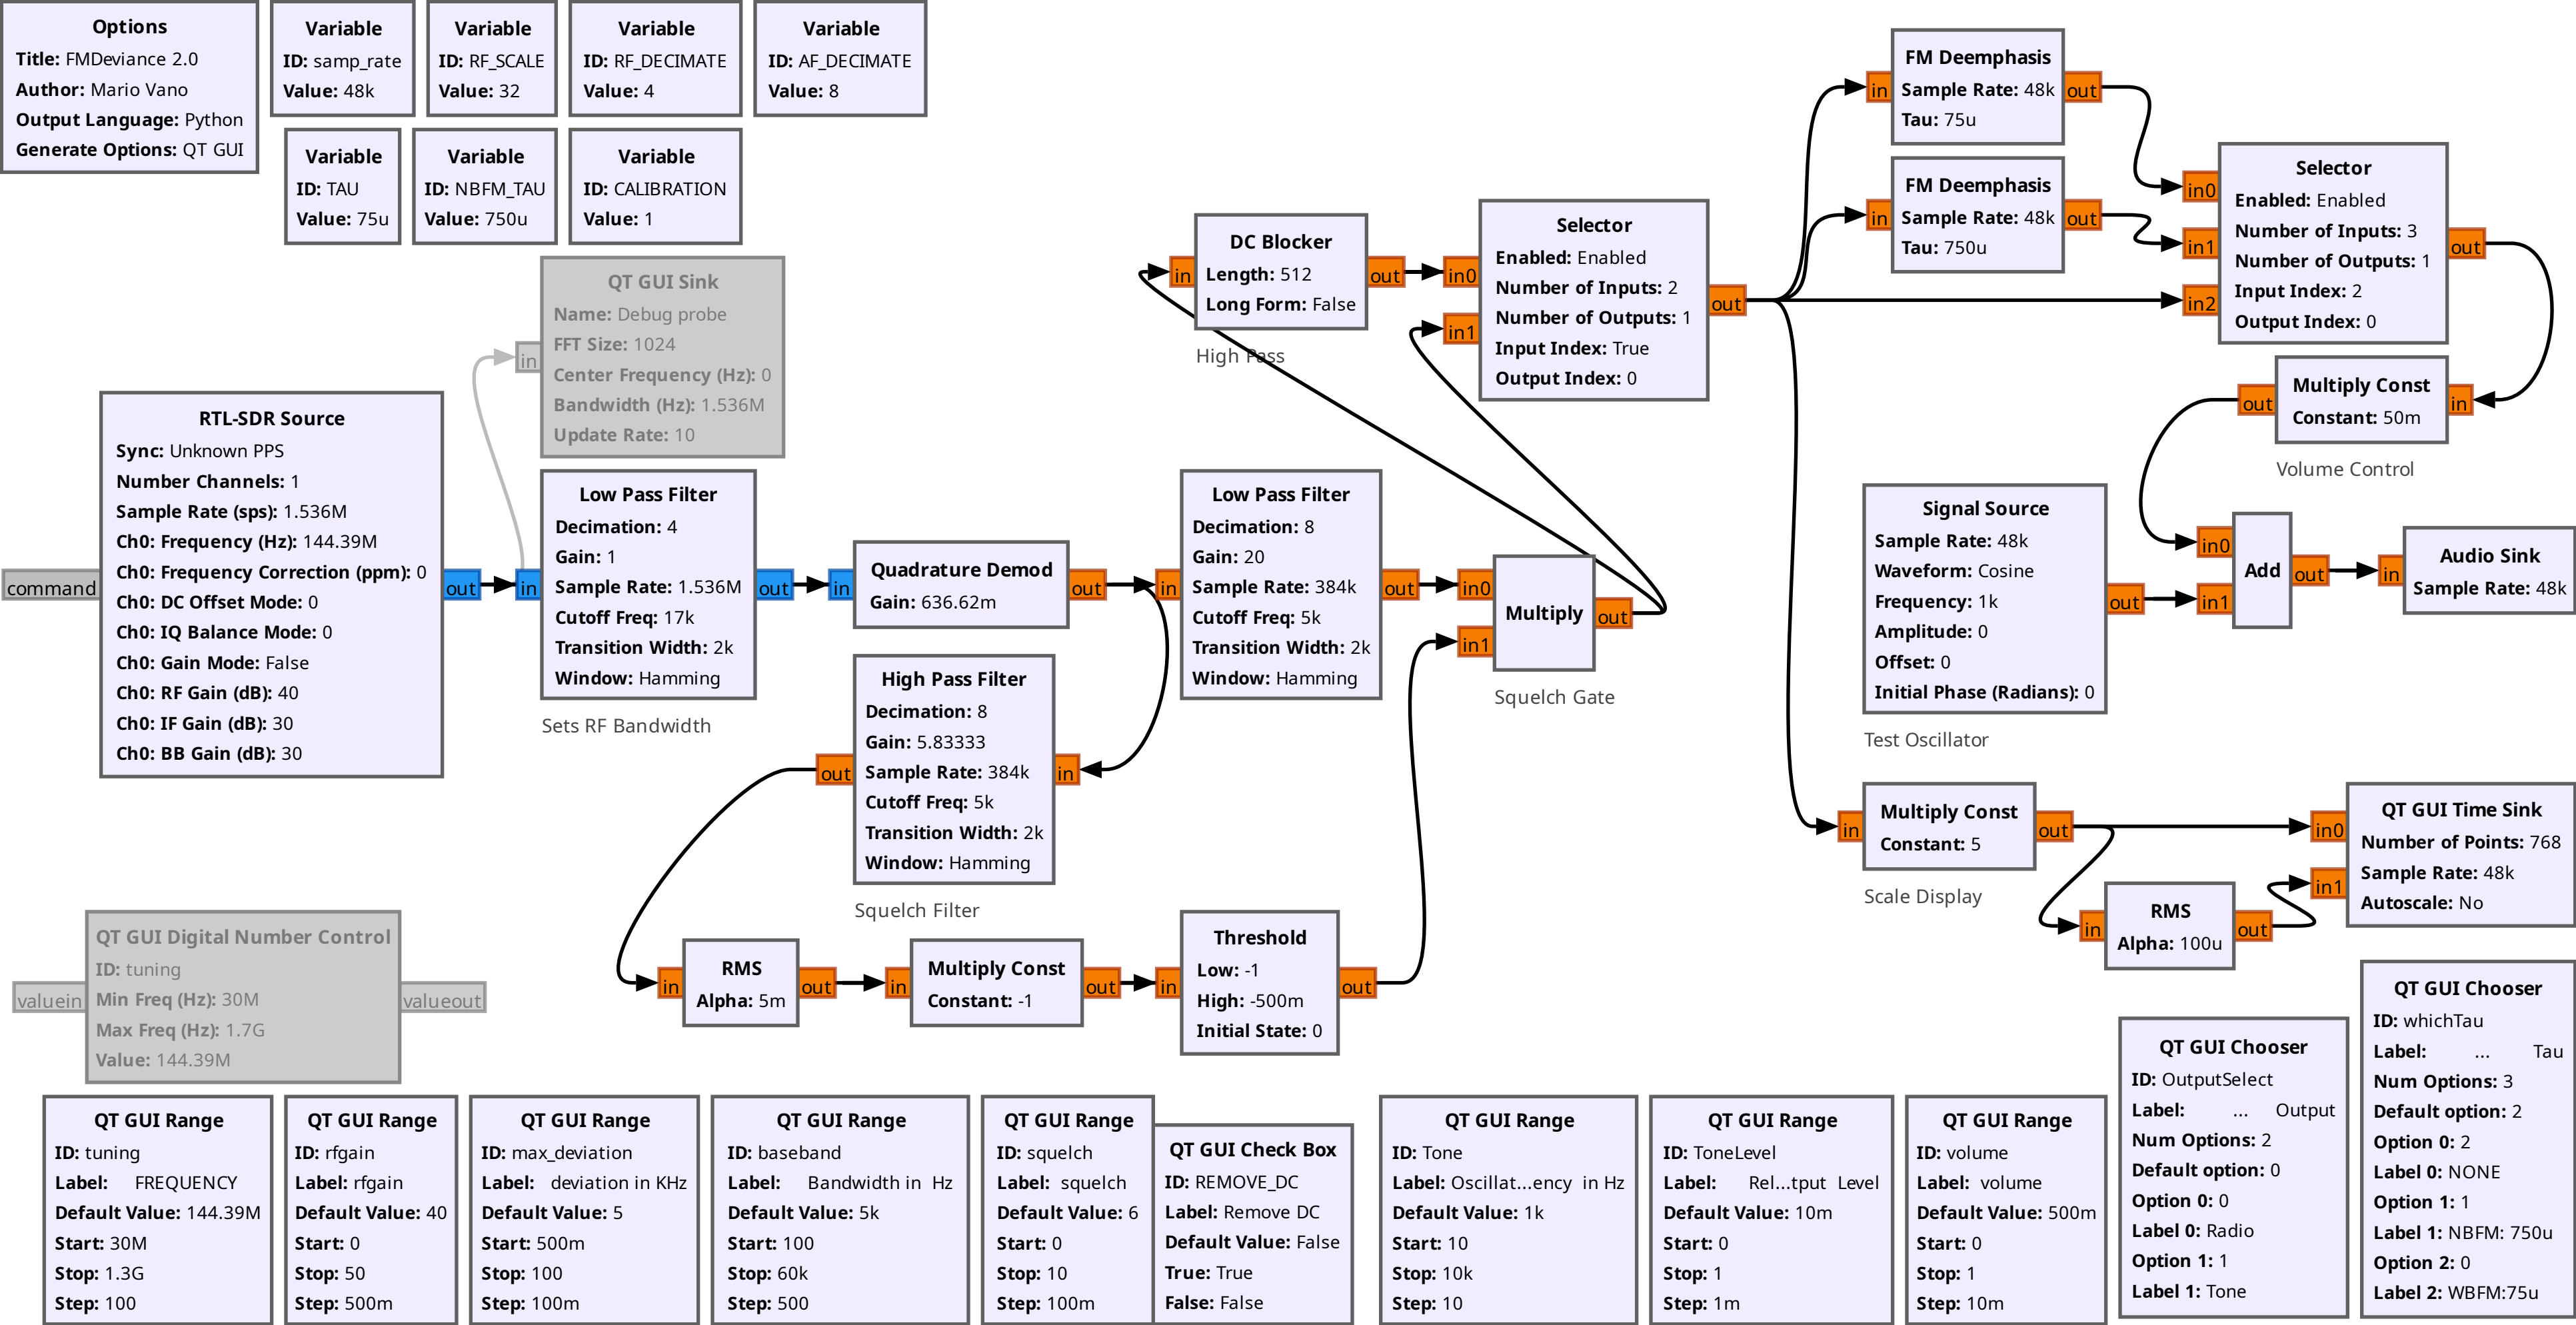 Options
Title: FMDeviance 2.0
Author: Mario Vano
Output Language: Python
Generate Options: QT GUI
Variable
ID: samp_rate
Value: 48k
Variable
ID: RF_SCALE
Value: 32
Variable
ID: RF_DECIMATE
Value: 4
Variable
ID: AF_DECIMATE
Value: 8
Variable
ID: TAU
Value: 75u
Variable
ID: NBFM_TAU
Value: 750u
Variable
ID: CALIBRATION
Value: 1
QT GUI Sink
Name: Debug probe
FFT Size: 1024
Center Frequency (Hz): 0
Bandwidth (Hz): 1.536M
Update Rate: 10
in
RTL-SDR Source
Sync: Unknown PPS
Number Channels: 1
Sample Rate (sps): 1.536M
Ch0: Frequency (Hz): 144.39M
Ch0: Frequency Correction (ppm): 0
Ch0: DC Offset Mode: 0
Ch0: IQ Balance Mode: 0
Ch0: Gain Mode: False
Ch0: RF Gain (dB): 40
Ch0: IF Gain (dB): 30
Ch0: BB Gain (dB): 30
command
out
in
Low Pass Filter
Decimation: 4
Gain: 1
Sample Rate: 1.536M
Cutoff Freq: 17k
Transition Width: 2k
Window: Hamming
out
Sets RF Bandwidth
in
Quadrature Demod
Gain: 636.62m
out
in
Low Pass Filter
Decimation: 8
Gain: 20
Sample Rate: 384k
Cutoff Freq: 5k
Transition Width: 2k
Window: Hamming
out
out
High Pass Filter
Decimation: 8
Gain: 5.83333
Sample Rate: 384k
Cutoff Freq: 5k
Transition Width: 2k
Window: Hamming
in
Squelch Filter
in0
in1
Multiply
out
Squelch Gate
in
DC Blocker
Length: 512
Long Form: False
out
High Pass
in0
in1
Selector
Enabled: Enabled
Number of Inputs: 2
Number of Outputs: 1
Input Index: True
Output Index: 0
out
in
FM Deemphasis
Sample Rate: 48k
Tau: 75u
out
in
FM Deemphasis
Sample Rate: 48k
Tau: 750u
out
in0
in1
in2
Selector
Enabled: Enabled
Number of Inputs: 3
Number of Outputs: 1
Input Index: 2
Output Index: 0
out
out
Multiply Const
Constant: 50m
in
Volume Control
Signal Source
Sample Rate: 48k
Waveform: Cosine
Frequency: 1k
Amplitude: 0
Offset: 0
Initial Phase (Radians): 0
out
Test Oscillator
in0
in1
Add
out
in
Audio Sink
Sample Rate: 48k
in
Multiply Const
Constant: 5
out
Scale Display
in
RMS
Alpha: 100u
out
in0
in1
QT GUI Time Sink
Number of Points: 768
Sample Rate: 48k
Autoscale: No
in
RMS
Alpha: 5m
out
in
Multiply Const
Constant: -1
out
in
Threshold
Low: -1
High: -500m
Initial State: 0
out
valuein
QT GUI Digital Number Control
ID: tuning
Min Freq (Hz): 30M
Max Freq (Hz): 1.7G
Value: 144.39M
valueout
QT GUI Range
ID: tuning
Label: FREQUENCY
Default Value: 144.39M
Start: 30M
Stop: 1.3G
Step: 100
QT GUI Range
ID: rfgain
Label: rfgain
Default Value: 40
Start: 0
Stop: 50
Step: 500m
QT GUI Range
ID: max_deviation
Label: deviation in KHz
Default Value: 5
Start: 500m
Stop: 100
Step: 100m
QT GUI Range
ID: baseband
Label: Bandwidth in Hz
Default Value: 5k
Start: 100
Stop: 60k
Step: 500
QT GUI Range
ID: squelch
Label: squelch
Default Value: 6
Start: 0
Stop: 10
Step: 100m
QT GUI Check Box
ID: REMOVE_DC
Label: Remove DC
Default Value: False
True: True
False: False
QT GUI Range
ID: Tone
Label: Oscillat...ency in Hz
Default Value: 1k
Start: 10
Stop: 10k
Step: 10
QT GUI Range
ID: ToneLevel
Label: Rel...tput Level
Default Value: 10m
Start: 0
Stop: 1
Step: 1m
QT GUI Range
ID: volume
Label: volume
Default Value: 500m
Start: 0
Stop: 1
Step: 10m
QT GUI Chooser
ID: OutputSelect
Label: ... Output
Num Options: 2
Default option: 0
Option 0: 0
Label 0: Radio
Option 1: 1
Label 1: Tone
QT GUI Chooser
ID: whichTau
Label: ... Tau
Num Options: 3
Default option: 2
Option 0: 2
Label 0: NONE
Option 1: 1
Label 1: NBFM: 750u
Option 2: 0
Label 2: WBFM:75u